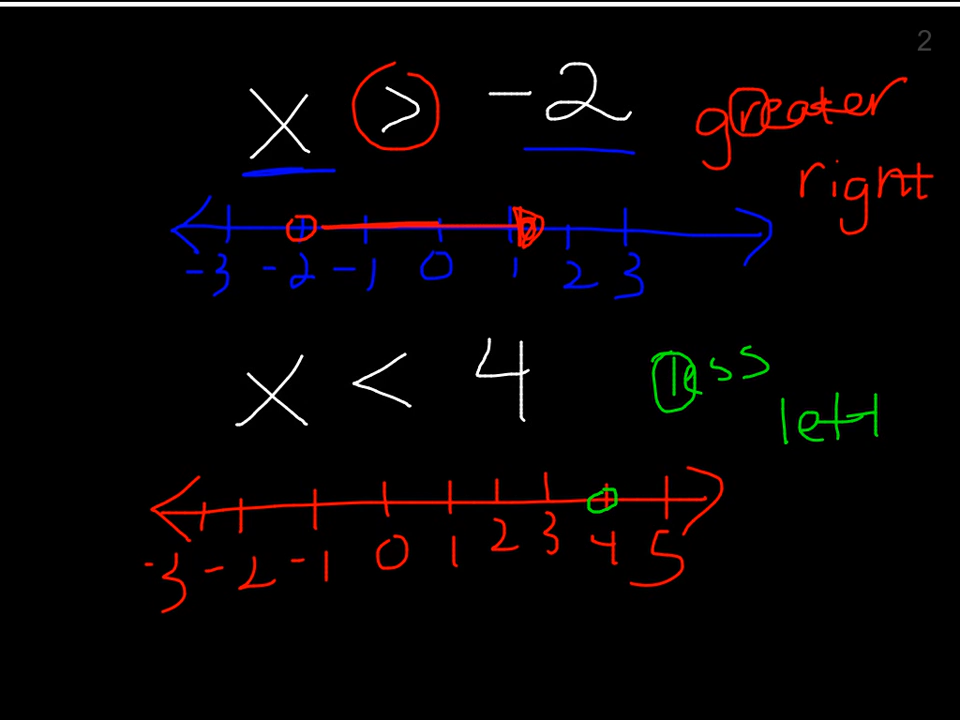 2
x > -2
greater
right
-3 -2 -1 0 1 2 3
x < 4
less
left
-3 -2 -1 0 1 2 3 4 5